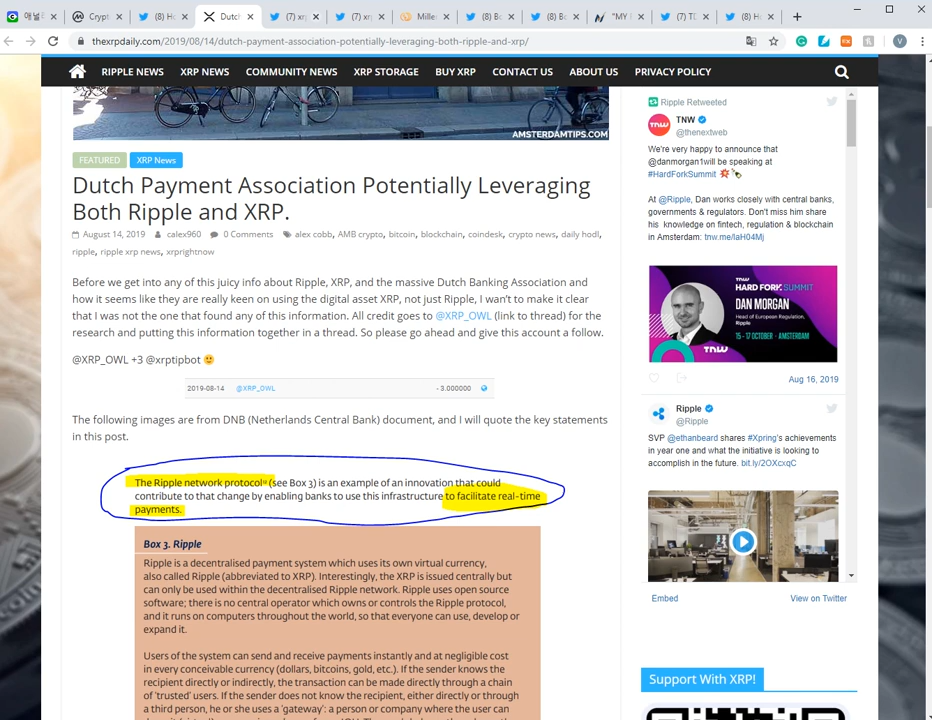 애널
Crypt
(8) Ho
Dutc
(7) xr
(7) xrp
Miller
(8) Bo
(8) Bo
"MY F
(7) TD
(8) Ho
thexrpdaily.com/2019/08/14/dutch-payment-association-potentially-leveraging-both-ripple-and-xrp/
V
RIPPLE NEWS XRP NEWS COMMUNITY NEWS XRP STORAGE BUY XRP CONTACT US ABOUT US PRIVACY POLICY
AMSTERDAMTIPS.COM
FEATURED XRP News
Dutch Payment Association Potentially Leveraging
Both Ripple and XRP.
August 14, 2019 calex960 0 Comments alex cobb, AMB crypto, bitcoin, blockchain, coindesk, crypto news, daily hodl,
ripple, ripple xrp news, xrprightnow
Before we get into any of this juicy info about Ripple, XRP, and the massive Dutch Banking Association and
how it seems like they are really keen on using the digital asset XRP, not just Ripple, I wan't to make it clear
that I was not the one that found any of this information. All credit goes to @XRP_OWL (link to thread) for the
research and putting this information together in a thread. So please go ahead and give this account a follow.
@XRP_OWL +3 @xrptipbot
2019-08-14 @XRP_OWL - 3.000000
The following images are from DNB (Netherlands Central Bank) document, and I will quote the key statements
in this post.
The Ripple network protocol (see Box 3) is an example of an innovation that could
contribute to that change by enabling banks to use this infrastructure to facilitate real-time
payments.
Box 3. Ripple
Ripple is a decentralised payment system which uses its own virtual currency,
also called Ripple (abbreviated to XRP). Interestingly, the XRP is issued centrally but
can only be used within the decentralised Ripple network. Ripple uses open source
software; there is no central operator which owns or controls the Ripple protocol,
and it runs on computers throughout the world, so that everyone can use, develop or
expand it.
Users of the system can send and receive payments instantly and at negligible cost
in every conceivable currency (dollars, bitcoins, gold, etc.). If the sender knows the
recipient directly or indirectly, the transaction can be made directly through a chain
of 'trusted' users. If the sender does not know the recipient, either directly or through
a third person, he or she uses a 'gateway': a person or company where the user can
Ripple Retweeted
TNW
@thenextweb
We're very happy to announce that
@danmorgan1will be speaking at
#HardForkSummit
At @Ripple, Dan works closely with central banks,
governments & regulators. Don't miss him share
his knowledge on fintech, regulation & blockchain
in Amsterdam: tnw.me/IaH04Mj
HARD FORK SUMMIT
DAN MORGAN
Head of European Regulation,
Ripple
15 - 17 OCTOBER - AMSTERDAM
TNW
Aug 16, 2019
Ripple
@Ripple
SVP @ethanbeard shares #Xpring's achievements
in year one and what the initiative is looking to
accomplish in the future. bit.ly/2OXcxqC
Embed View on Twitter
Support With XRP!